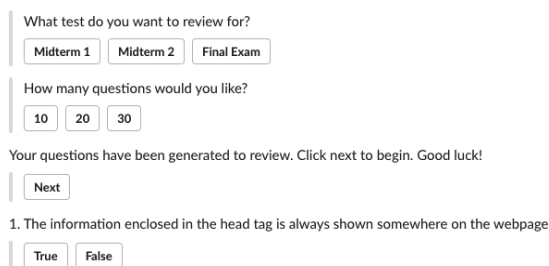 What test do you want to review for?
Midterm 1 Midterm 2 Final Exam
How many questions would you like?
10 20 30
Your questions have been generated to review. Click next to begin. Good luck!
Next
1. The information enclosed in the head tag is always shown somewhere on the webpage
True False